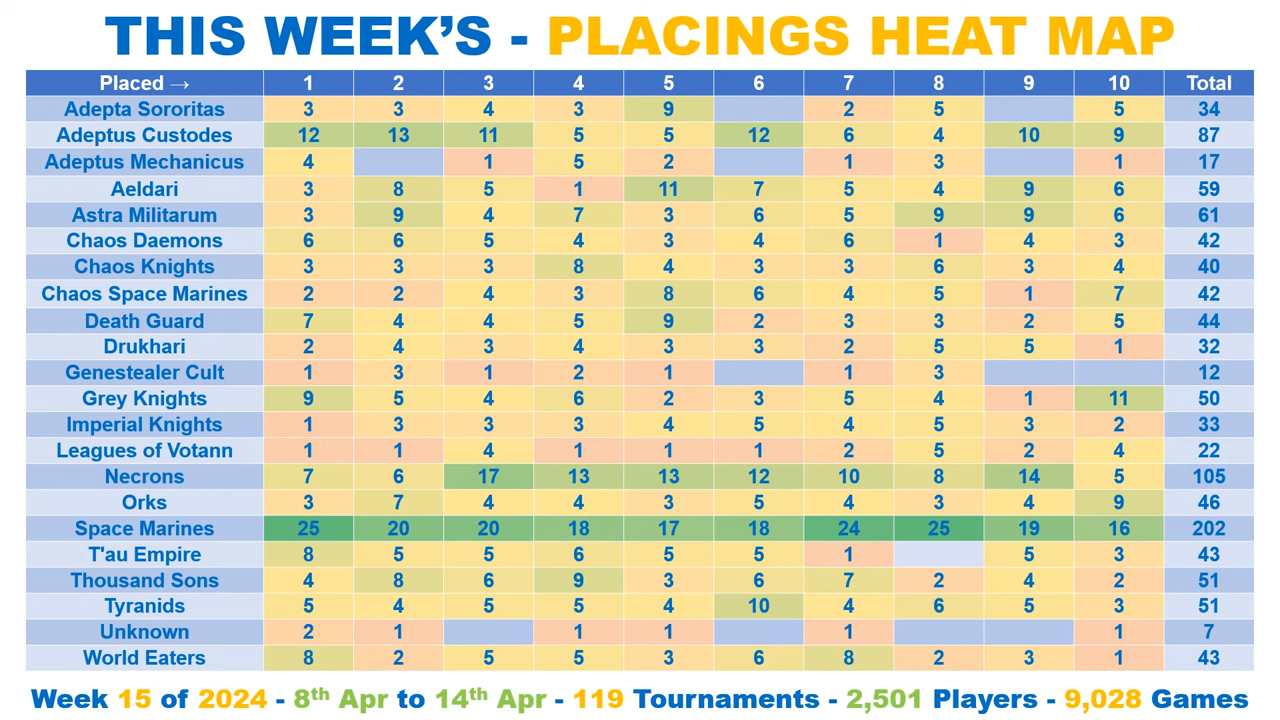 THIS WEEK'S - PLACINGS HEAT MAP
Placed → 1 2 3 4 5 6 7 8 9 10 Total
Adepta Sororitas 3 3 4 3 9 2 5 5 34
Adeptus Custodes 12 13 11 5 5 12 6 4 10 9 87
Adeptus Mechanicus 4 1 5 2 1 3 1 17
Aeldari 3 8 5 1 11 7 5 4 9 6 59
Astra Militarum 3 9 4 7 3 6 5 9 9 6 61
Chaos Daemons 6 6 5 4 3 4 6 1 4 3 42
Chaos Knights 3 3 3 8 4 3 3 6 3 4 40
Chaos Space Marines 2 2 4 3 8 6 4 5 1 7 42
Death Guard 7 4 4 5 9 2 3 3 2 5 44
Drukhari 2 4 3 4 3 3 2 5 5 1 32
Genestealer Cult 1 3 1 2 1 1 3 12
Grey Knights 9 5 4 6 2 3 5 4 1 11 50
Imperial Knights 1 3 3 3 4 5 4 5 3 2 33
Leagues of Votann 1 1 4 1 1 1 2 5 2 4 22
Necrons 7 6 17 13 13 12 10 8 14 5 105
Orks 3 7 4 4 3 5 4 3 4 9 46
Space Marines 25 20 20 18 17 18 24 25 19 16 202
T'au Empire 8 5 5 6 5 5 1 5 3 43
Thousand Sons 4 8 6 9 3 6 7 2 4 2 51
Tyranids 5 4 5 5 4 10 4 6 5 3 51
Unknown 2 1 1 1 1 1 7
World Eaters 8 2 5 5 3 6 8 2 3 1 43
Week 15 of 2024 - 8th Apr to 14th Apr - 119 Tournaments - 2,501 Players - 9,028 Games